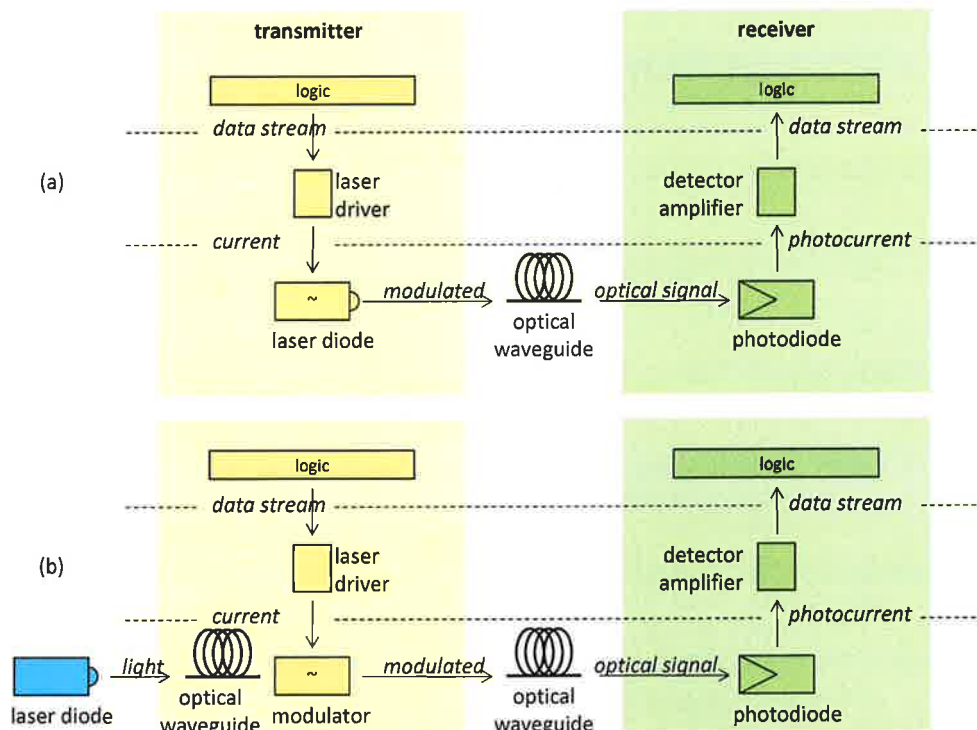 transmitter
receiver
logic
logic
data stream
data stream
(a)
laser
driver
detector
amplifier
current
photocurrent
~
modulated
optical signal
laser diode
optical
waveguide
photodiode
logic
logic
data stream
data stream
(b)
laser
driver
detector
amplifier
current
photocurrent
light
~
modulated
optical signal
laser diode
optical
waveguide
modulator
optical
waveguide
photodiode